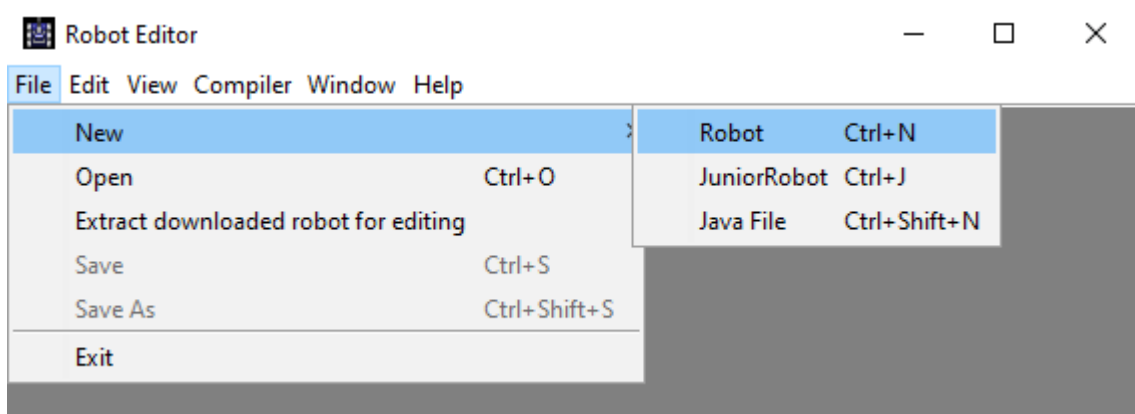 Robot Editor
File Edit View Compiler Window Help
New
Robot Ctrl+N
Open Ctrl+O
JuniorRobot Ctrl+J
Extract downloaded robot for editing
Java File Ctrl+Shift+N
Save Ctrl+S
Save As Ctrl+Shift+S
Exit